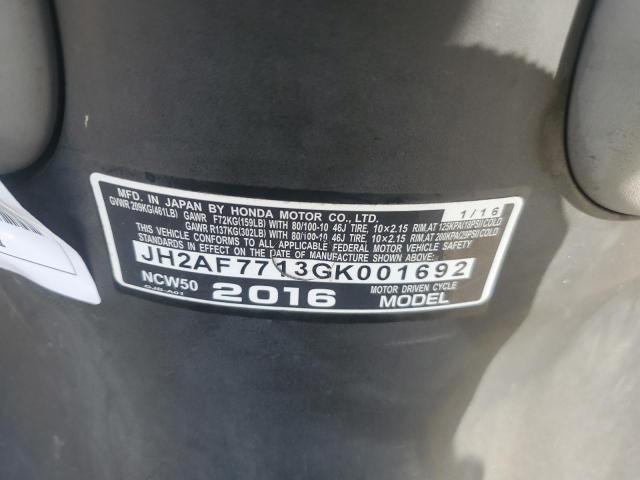 MFD. IN JAPAN BY HONDA MOTOR CO., LTD. 1/16
GVWR 209KG(461LB) GAWR F72KG(159LB) WITH 80/100-10 46J TIRE, 10×2.15 RIM, AT 125KPA(18PSI) COLD
GAWR R137KG(302LB) WITH 80/100-10 46J TIRE, 10×2.15 RIM, AT 200KPA(29PSI) COLD
THIS VEHICLE CONFORMS TO ALL APPLICABLE FEDERAL MOTOR VEHICLE SAFETY
STANDARDS IN EFFECT ON THE DATE OF MANUFACTURE SHOWN ABOVE.
JH2AF7713GK001692
NCW50 2016 MOTOR DRIVEN CYCLE
MODEL